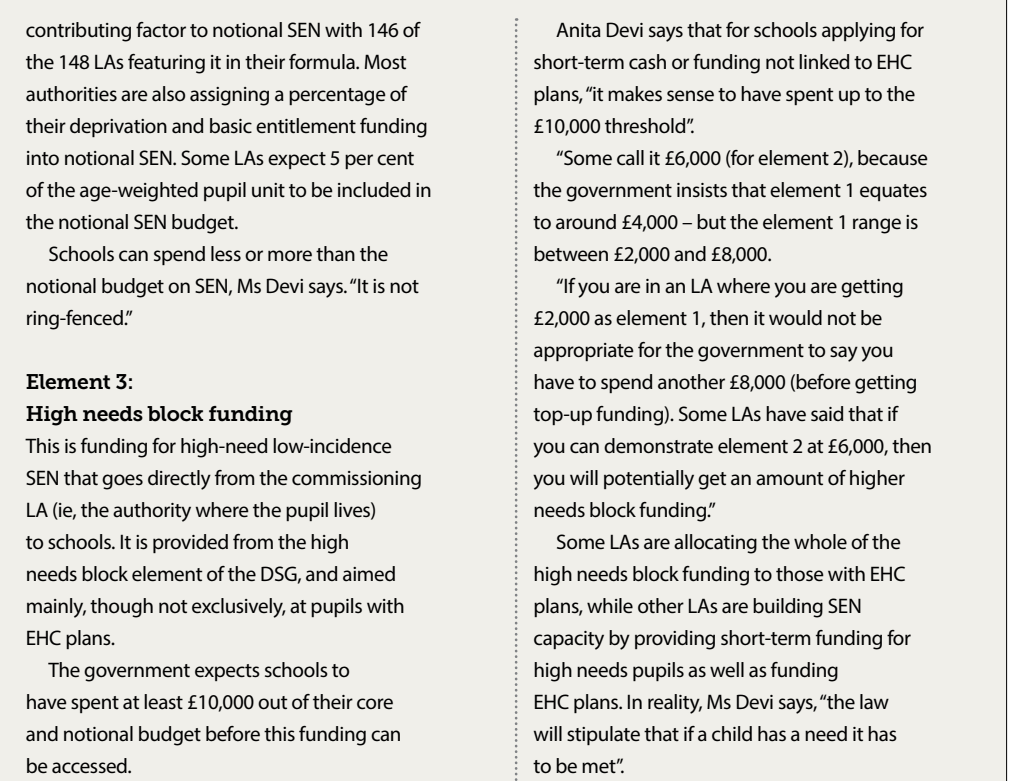 contributing factor to notional SEN with 146 of
the 148 LAs featuring it in their formula. Most
authorities are also assigning a percentage of
their deprivation and basic entitlement funding
into notional SEN. Some LAs expect 5 per cent
of the age-weighted pupil unit to be included in
the notional SEN budget.
Schools can spend less or more than the
notional budget on SEN, Ms Devi says. “It is not
ring-fenced.”
Element 3:
High needs block funding
This is funding for high-need low-incidence
SEN that goes directly from the commissioning
LA (ie, the authority where the pupil lives)
to schools. It is provided from the high
needs block element of the DSG, and aimed
mainly, though not exclusively, at pupils with
EHC plans.
The government expects schools to
have spent at least £10,000 out of their core
and notional budget before this funding can
be accessed.
Anita Devi says that for schools applying for
short-term cash or funding not linked to EHC
plans, “it makes sense to have spent up to the
£10,000 threshold”.
“Some call it £6,000 (for element 2), because
the government insists that element 1 equates
to around £4,000 – but the element 1 range is
between £2,000 and £8,000.
“If you are in an LA where you are getting
£2,000 as element 1, then it would not be
appropriate for the government to say you
have to spend another £8,000 (before getting
top-up funding). Some LAs have said that if
you can demonstrate element 2 at £6,000, then
you will potentially get an amount of higher
needs block funding.”
Some LAs are allocating the whole of the
high needs block funding to those with EHC
plans, while other LAs are building SEN
capacity by providing short-term funding for
high needs pupils as well as funding
EHC plans. In reality, Ms Devi says, “the law
will stipulate that if a child has a need it has
to be met”.